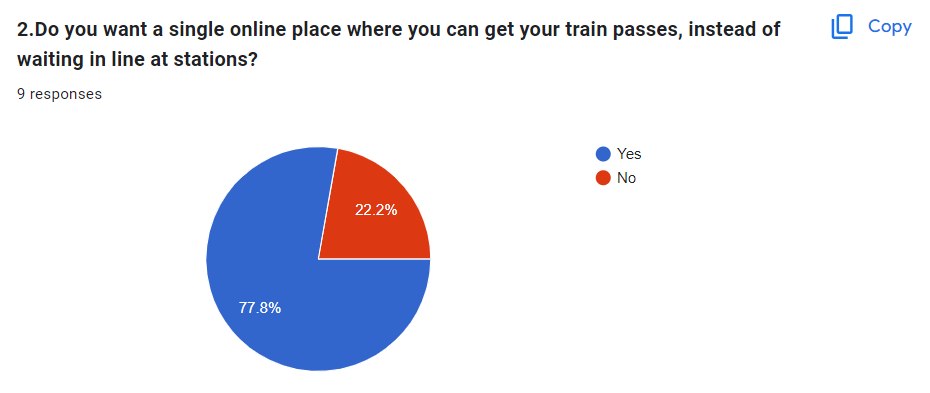 2.Do you want a single online place where you can get your train passes, instead of
waiting in line at stations?
Copy
9 responses
Yes
No
22.2%
77.8%